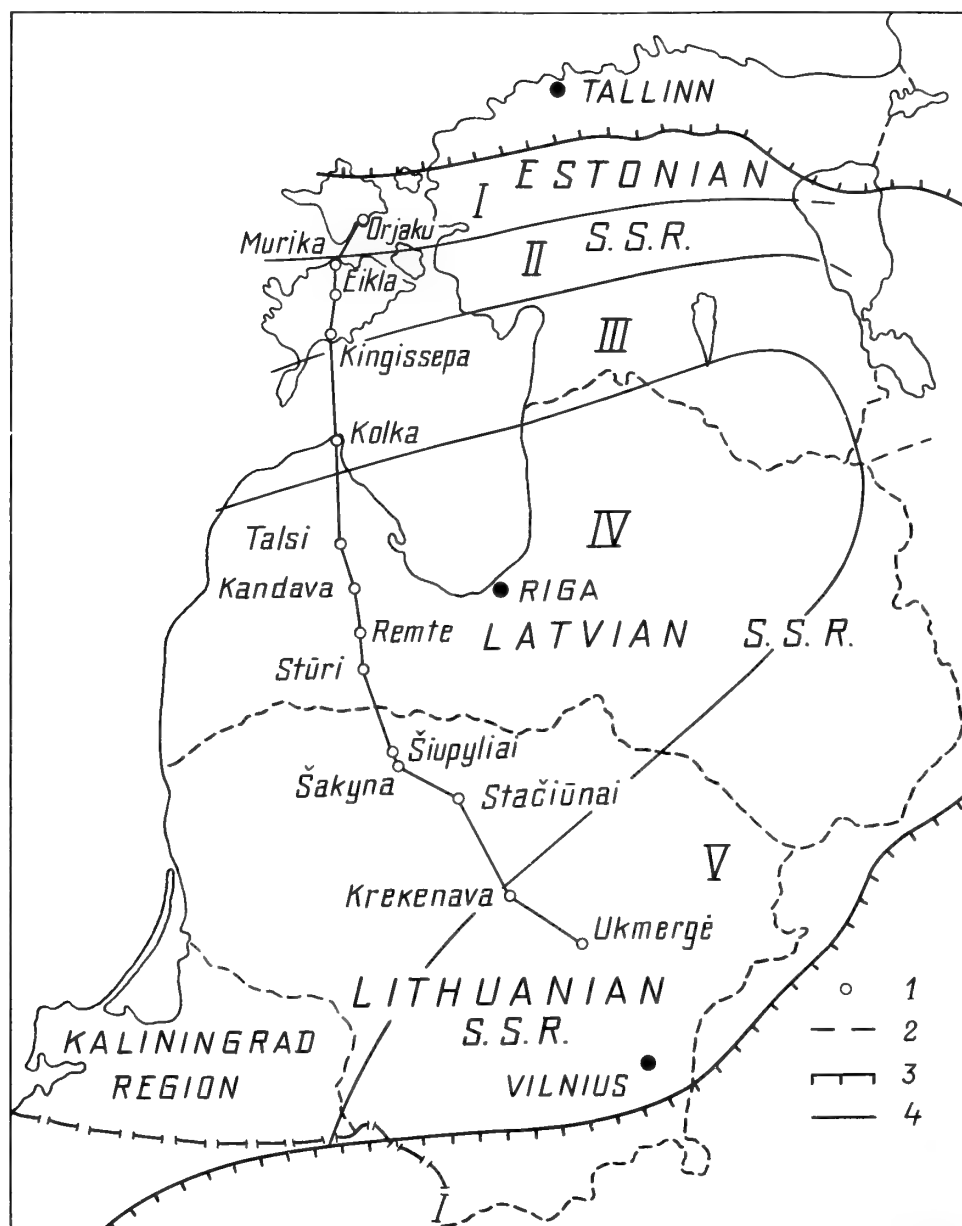 TALLINN
ESTONIAN
I
S.S.R.
Orjaku
Murika
II
Eikla
III
Kingissepa
Kolka
IV
Talsi
Kandava
RIGA
Remte
LATVIAN S.S.R.
Stūri
Šiupyliai
Šakyna
Stačiūnai
V
Krekenava
Ukmergė
LITHUANIAN
S.S.R.
1
2
KALININGRAD
REGION
VILNIUS
3
4